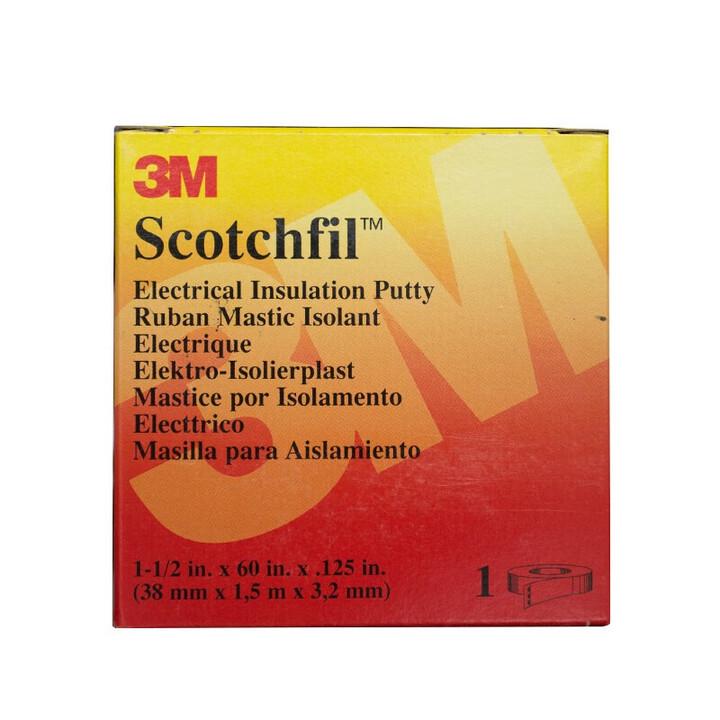 3M
Scotchfil™
Electrical Insulation Putty
Ruban Mastic Isolant
Electrique
Elektro-Isolierplast
Mastice por Isolamento
Electtrico
Masilla para Aislamiento
1-1/2 in. x 60 in. x .125 in.
(38 mm x 1,5 m x 3,2 mm)
1
3M